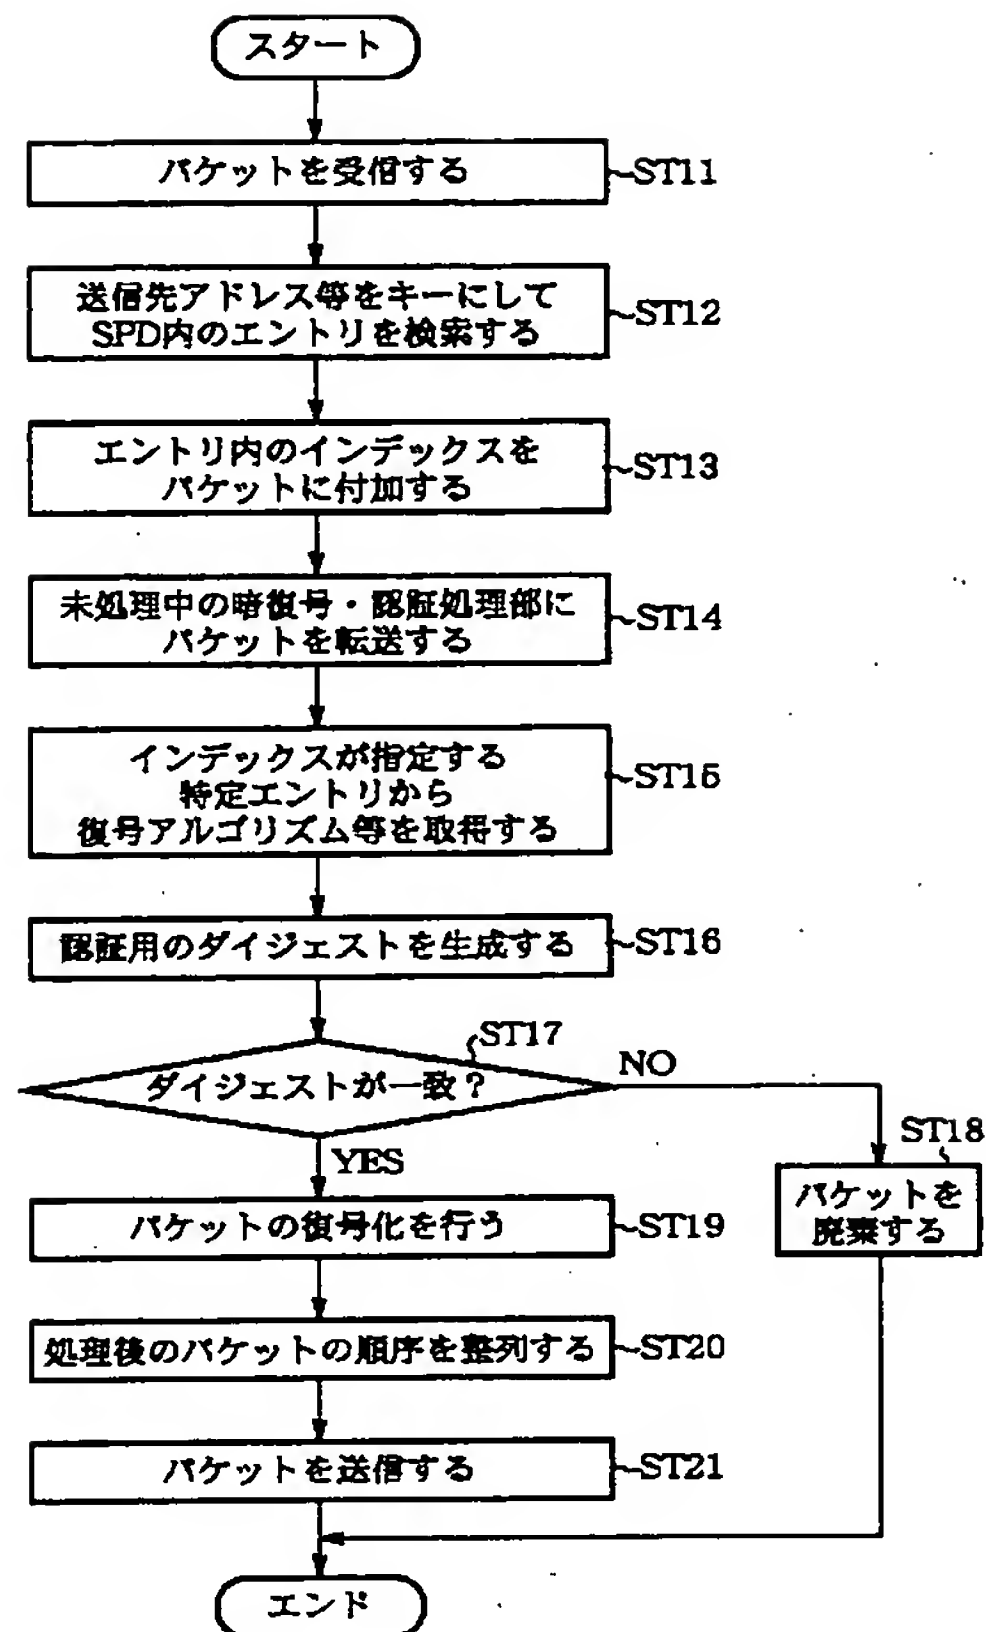 スタート
パケットを受信する
ST11
送信先アドレス等をキーにして
SPD内のエントリを検索する
ST12
エントリ内のインデックスを
パケットに付加する
ST13
未処理中の暗復号・認証処理部に
パケットを転送する
ST14
インデックスが指定する
特定エントリから
復号アルゴリズム等を取得する
ST15
認証用のダイジェストを生成する
ST16
ST17
ダイジェストが一致?
NO
YES
ST18
パケットを
廃棄する
パケットの復号化を行う
ST19
処理後のパケットの順序を整列する
ST20
パケットを送信する
ST21
エンド